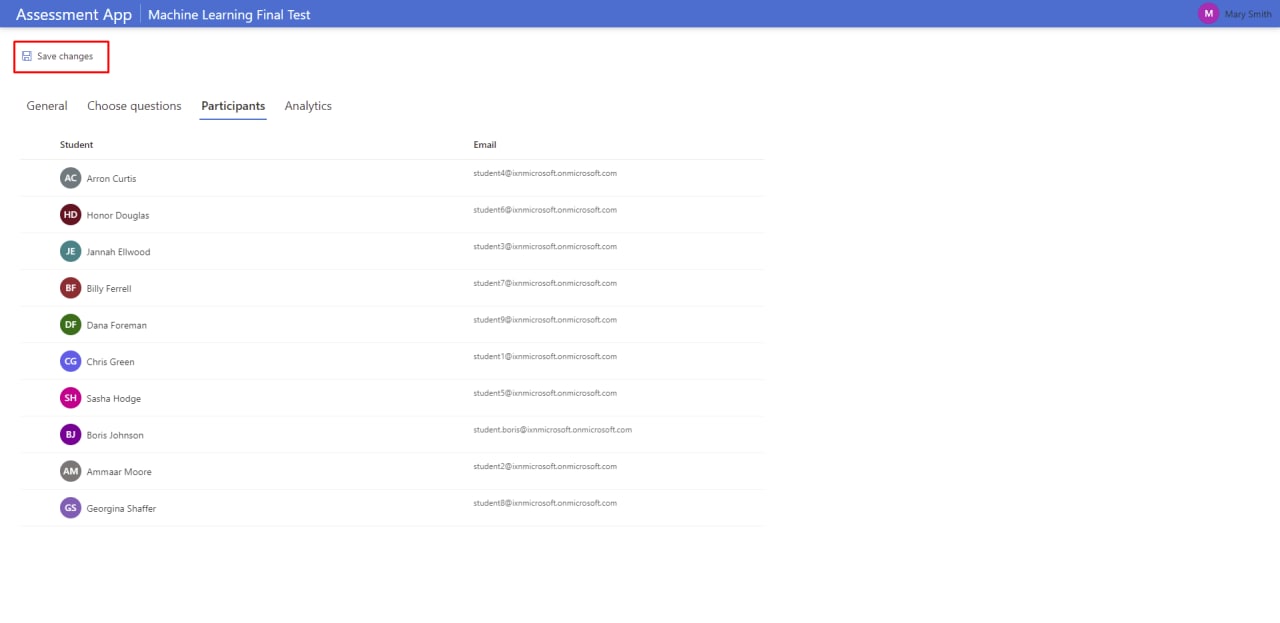 Assessment App Machine Learning Final Test M Mary Smith
Save changes
General Choose questions Participants Analytics
Student Email
AC Arron Curtis student4@ixnmicrosoft.onmicrosoft.com
HD Honor Douglas student6@ixnmicrosoft.onmicrosoft.com
JE Jannah Ellwood student3@ixnmicrosoft.onmicrosoft.com
BF Billy Ferrell student7@ixnmicrosoft.onmicrosoft.com
DF Dana Foreman student9@ixnmicrosoft.onmicrosoft.com
CG Chris Green student1@ixnmicrosoft.onmicrosoft.com
SH Sasha Hodge student5@ixnmicrosoft.onmicrosoft.com
BJ Boris Johnson student.boris@ixnmicrosoft.onmicrosoft.com
AM Ammaar Moore student2@ixnmicrosoft.onmicrosoft.com
GS Georgina Shaffer student8@ixnmicrosoft.onmicrosoft.com